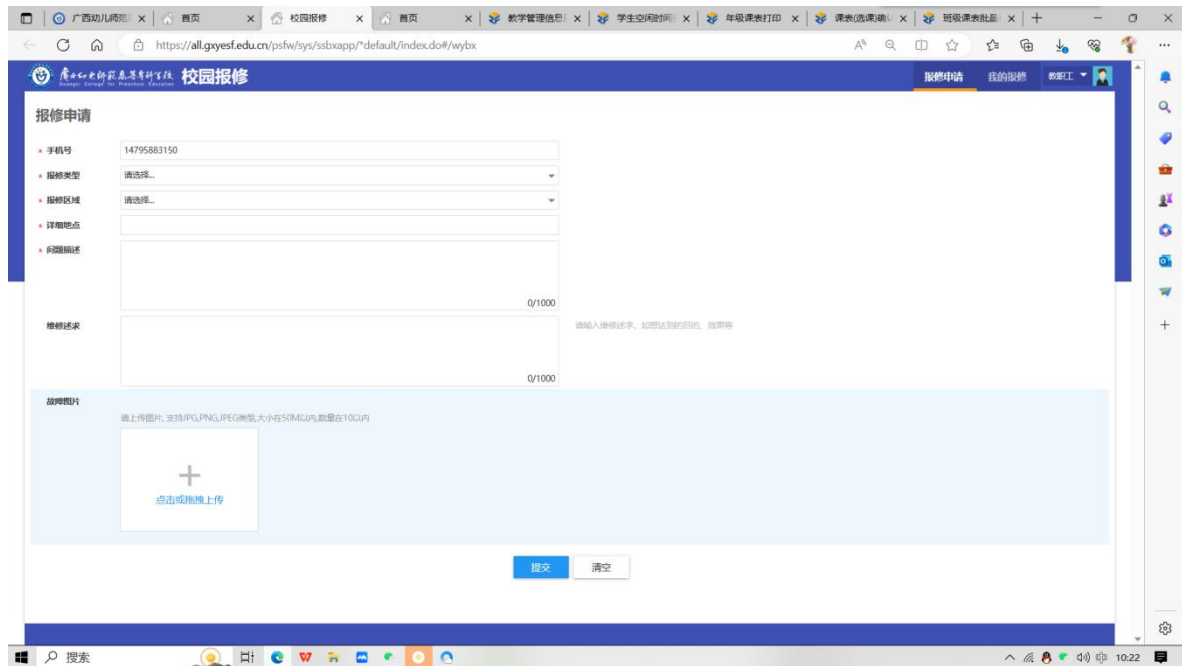 广西幼儿师范
首页
校园报修
首页
教学管理信息
学生空闲时间
年级课表打印
课表(选课)确
班级课表批量
https://all.gxyesf.edu.cn/psfw/sys/ssbxapp/*default/index.do#/wybx
校园报修
报修申请
我的报修
教职工
报修申请
* 手机号 14795883150
* 报修类型 请选择...
* 报修区域 请选择...
* 详细地点
* 问题描述
0/1000
维修述求
请输入维修述求，如想达到的目的、效果等
0/1000
故障图片
请上传图片, 支持JPG,PNG,JPEG类型,大小在50M以内,数量在10以内
点击或拖拽上传
提交
清空
搜索
中
10:22